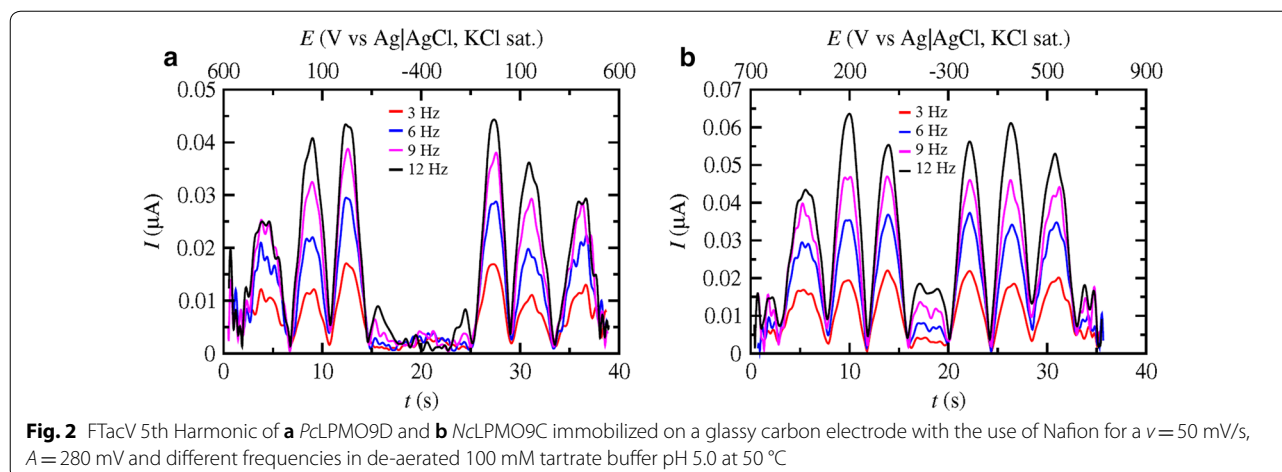 E (V vs Ag|AgCl, KCl sat.)
a
600 100 -400 100 600
0.05
0.04
0.03
0.02
0.01
0
I (µA)
3 Hz
6 Hz
9 Hz
12 Hz
0 10 20 30 40
t (s)
E (V vs Ag|AgCl, KCl sat.)
b
700 200 -300 500 900
0.07
0.06
0.05
0.04
0.03
0.02
0.01
0.00
I (µA)
3 Hz
6 Hz
9 Hz
12 Hz
0 10 20 30 40
t (s)
Fig. 2 FTacV 5th Harmonic of a PcLPMO9D and b NcLPMO9C immobilized on a glassy carbon electrode with the use of Nafion for a v = 50 mV/s,
A = 280 mV and different frequencies in de-aerated 100 mM tartrate buffer pH 5.0 at 50 °C